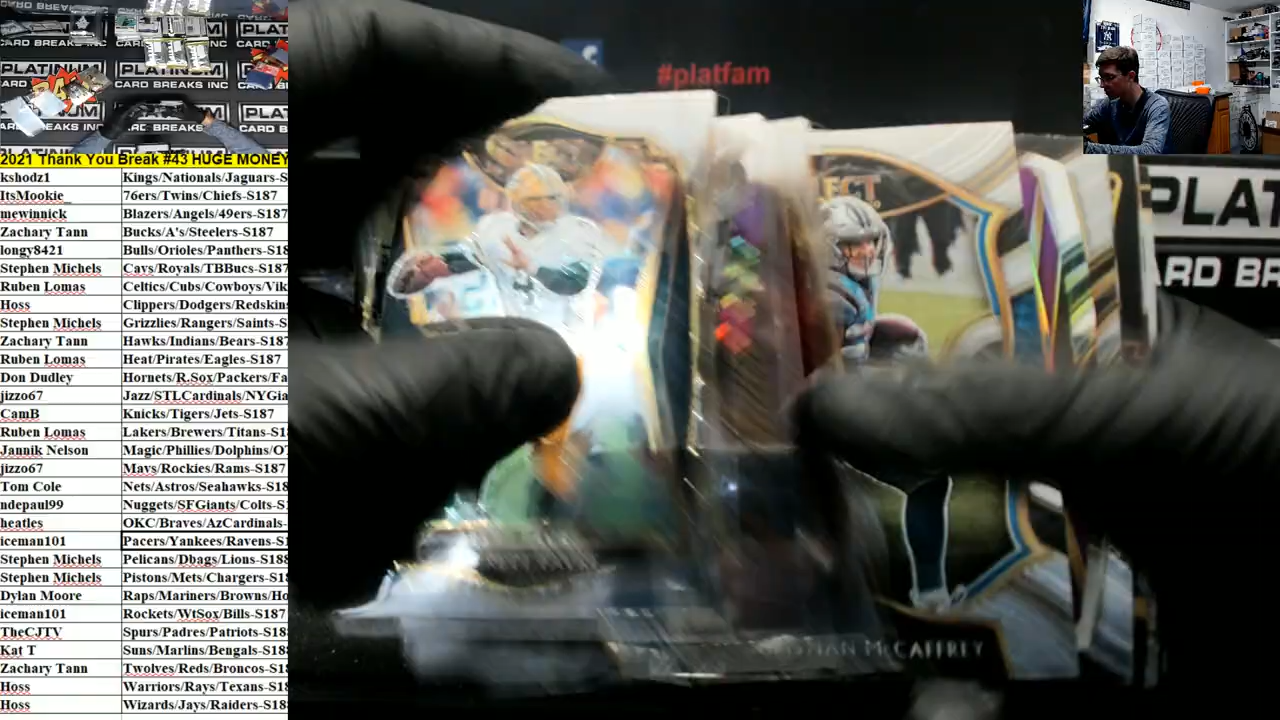 PLATINUM
CARD BREAKS INC
#platfam
PLAT
ARD BR
2021 Thank You Break #43 HUGE MONEY
kshodz1 Kings/Nationals/Jaguars-S
ItsMookie_ 76ers/Twins/Chiefs-S187
mewinnick Blazers/Angels/49ers-S187
Zachary Tann Bucks/A's/Steelers-S187
longy8421 Bulls/Orioles/Panthers-S18
Stephen Michels Cavs/Royals/TBBucs-S187
Ruben Lomas Celtics/Cubs/Cowboys/Vik
Hoss Clippers/Dodgers/Redskin
Stephen Michels Grizzlies/Rangers/Saints-S
Zachary Tann Hawks/Indians/Bears-S187
Ruben Lomas Heat/Pirates/Eagles-S187
Don Dudley Hornets/R.Sox/Packers/Fa
jizzo67 Jazz/STLCardinals/NYGia
CamB Knicks/Tigers/Jets-S187
Ruben Lomas Lakers/Brewers/Titans-S1
Jannik Nelson Magic/Phillies/Dolphins/OT
jizzo67 Mavs/Rockies/Rams-S187
Tom Cole Nets/Astros/Seahawks-S18
ndepaul99 Nuggets/SFGiants/Colts-S
heatles OKC/Braves/AzCardinals-
iceman101 Pacers/Yankees/Ravens-S1
Stephen Michels Pelicans/Dbags/Lions-S188
Stephen Michels Pistons/Mets/Chargers-S1
Dylan Moore Raps/Mariners/Browns/Ho
iceman101 Rockets/WtSox/Bills-S187
TheCJTV Spurs/Padres/Patriots-S18
Kat T Suns/Marlins/Bengals-S18
Zachary Tann Twolves/Reds/Broncos-S18
Hoss Warriors/Rays/Texans-S18
Hoss Wizards/Jays/Raiders-S18
McCAFFREY